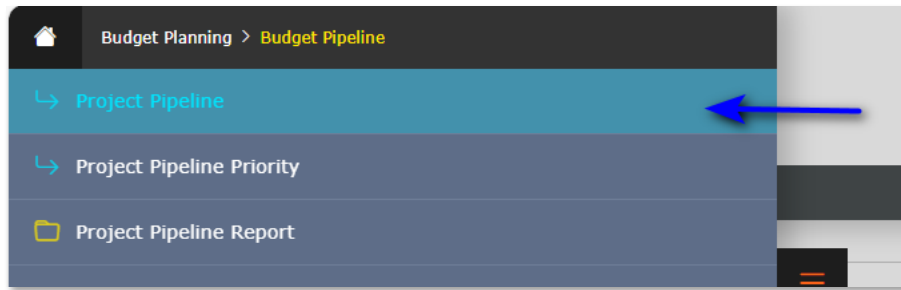 Budget Planning > Budget Pipeline
Project Pipeline
Project Pipeline Priority
Project Pipeline Report